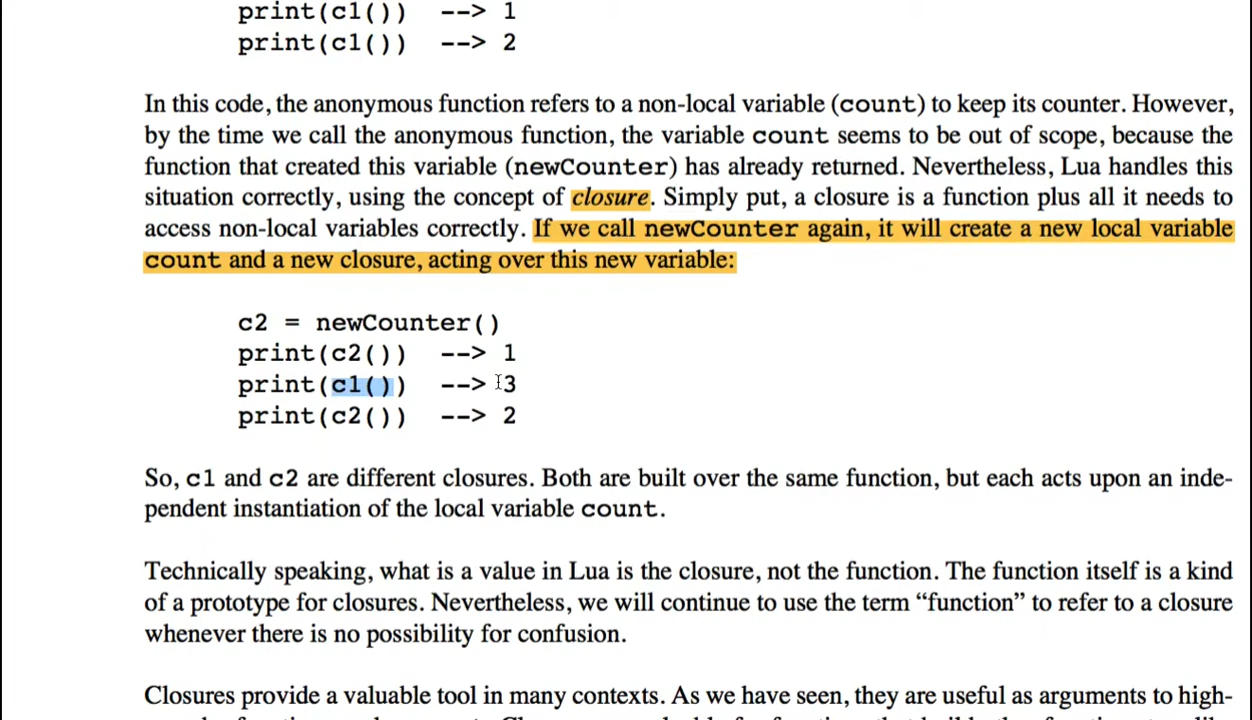 print(c1())  --> 1
print(c1())  --> 2
In this code, the anonymous function refers to a non-local variable (count) to keep its counter. However,
by the time we call the anonymous function, the variable count seems to be out of scope, because the
function that created this variable (newCounter) has already returned. Nevertheless, Lua handles this
situation correctly, using the concept of closure. Simply put, a closure is a function plus all it needs to
access non-local variables correctly. If we call newCounter again, it will create a new local variable
count and a new closure, acting over this new variable:
c2 = newCounter()
print(c2())  --> 1
print(c1())  --> 3
print(c2())  --> 2
So, c1 and c2 are different closures. Both are built over the same function, but each acts upon an inde-
pendent instantiation of the local variable count.
Technically speaking, what is a value in Lua is the closure, not the function. The function itself is a kind
of a prototype for closures. Nevertheless, we will continue to use the term “function” to refer to a closure
whenever there is no possibility for confusion.
Closures provide a valuable tool in many contexts. As we have seen, they are useful as arguments to high-